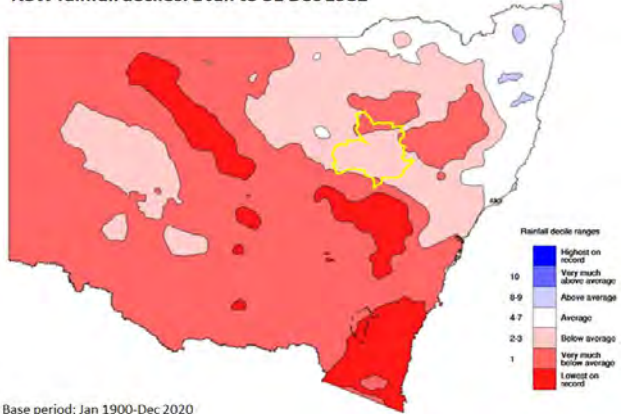 Rainfall decile ranges
Highest on
record
10
Very much
above average
8-9
Above average
4-7
Average
2-3
Below average
1
Very much
below average
Lowest on
record
Base period: Jan 1900-Dec 2020